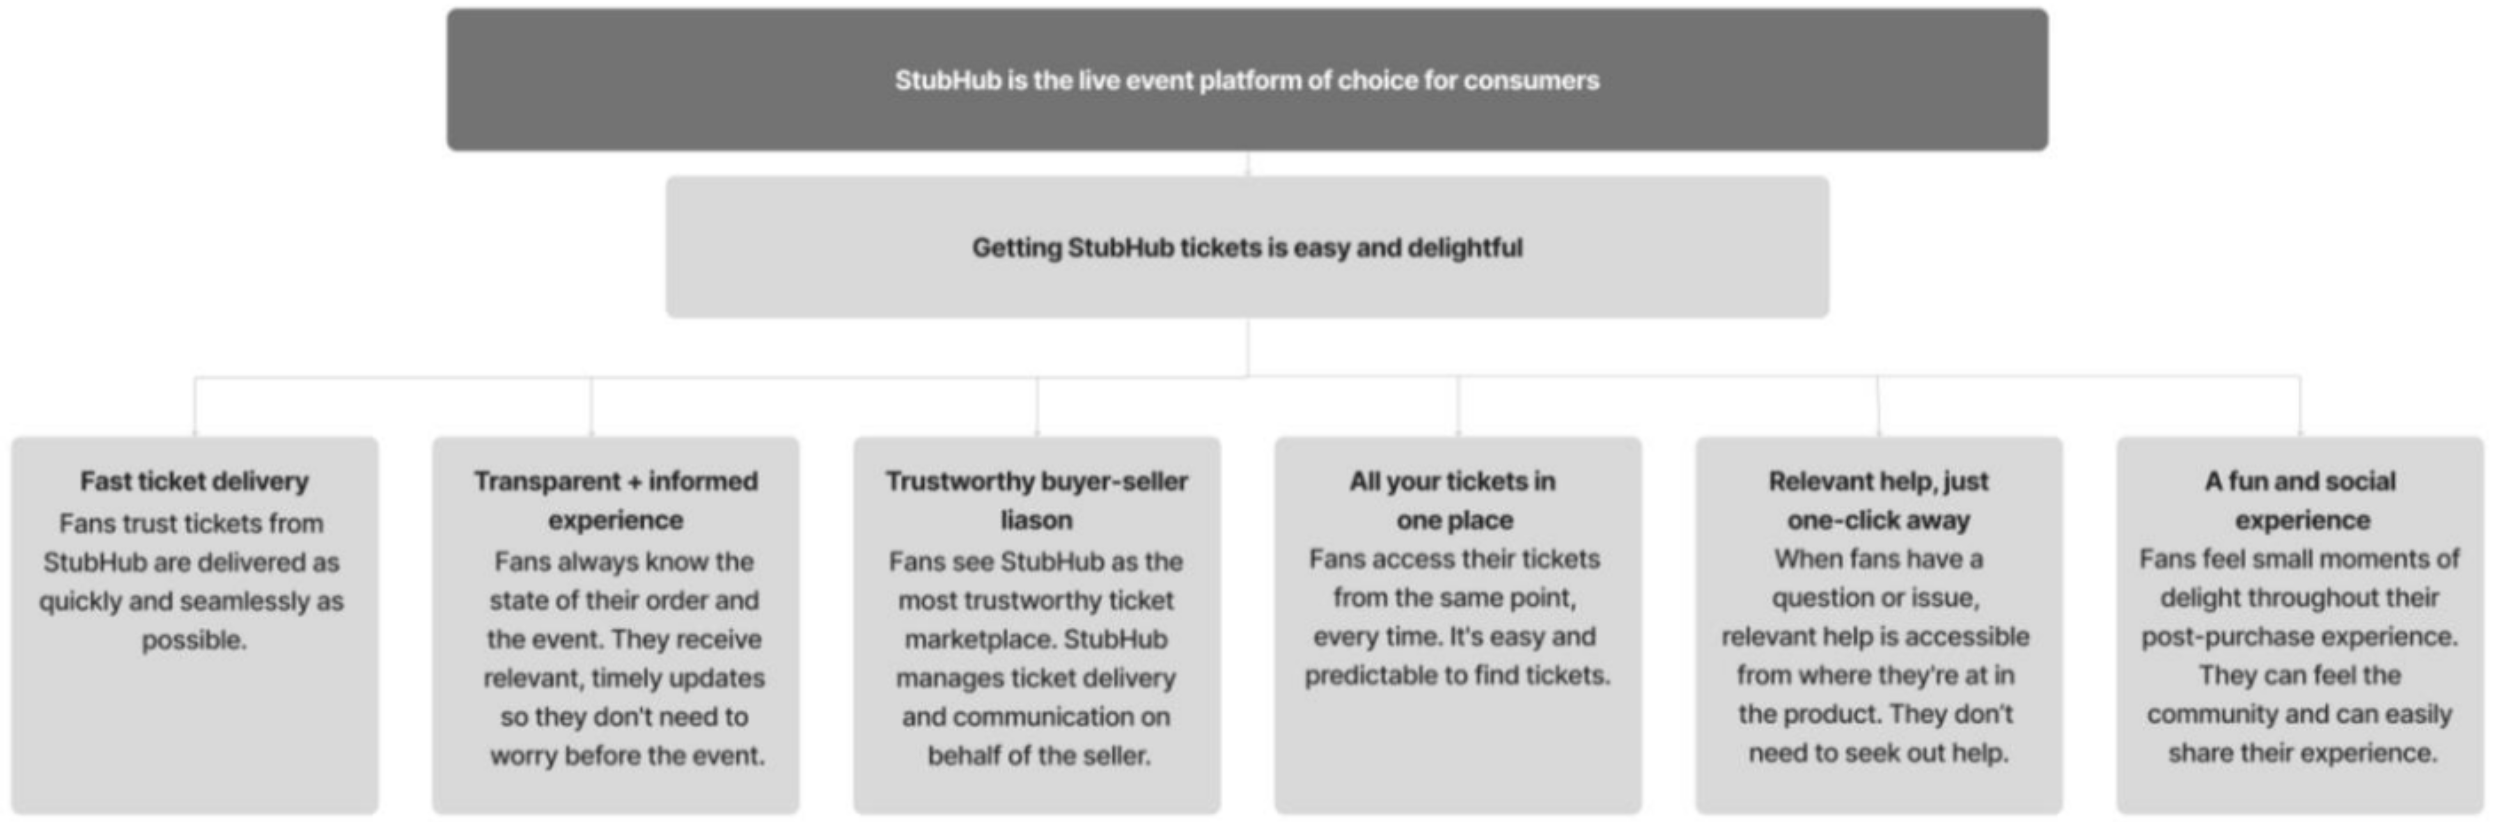 StubHub is the live event platform of choice for consumers
Getting StubHub tickets is easy and delightful
Fast ticket delivery
Fans trust tickets from
StubHub are delivered as
quickly and seamlessly as
possible.
Transparent + informed
experience
Fans always know the
state of their order and
the event. They receive
relevant, timely updates
so they don't need to
worry before the event.
Trustworthy buyer-seller
liason
Fans see StubHub as the
most trustworthy ticket
marketplace. StubHub
manages ticket delivery
and communication on
behalf of the seller.
All your tickets in
one place
Fans access their tickets
from the same point,
every time. It's easy and
predictable to find tickets.
Relevant help, just
one-click away
When fans have a
question or issue,
relevant help is accessible
from where they're at in
the product. They don't
need to seek out help.
A fun and social
experience
Fans feel small moments of
delight throughout their
post-purchase experience.
They can feel the
community and can easily
share their experience.